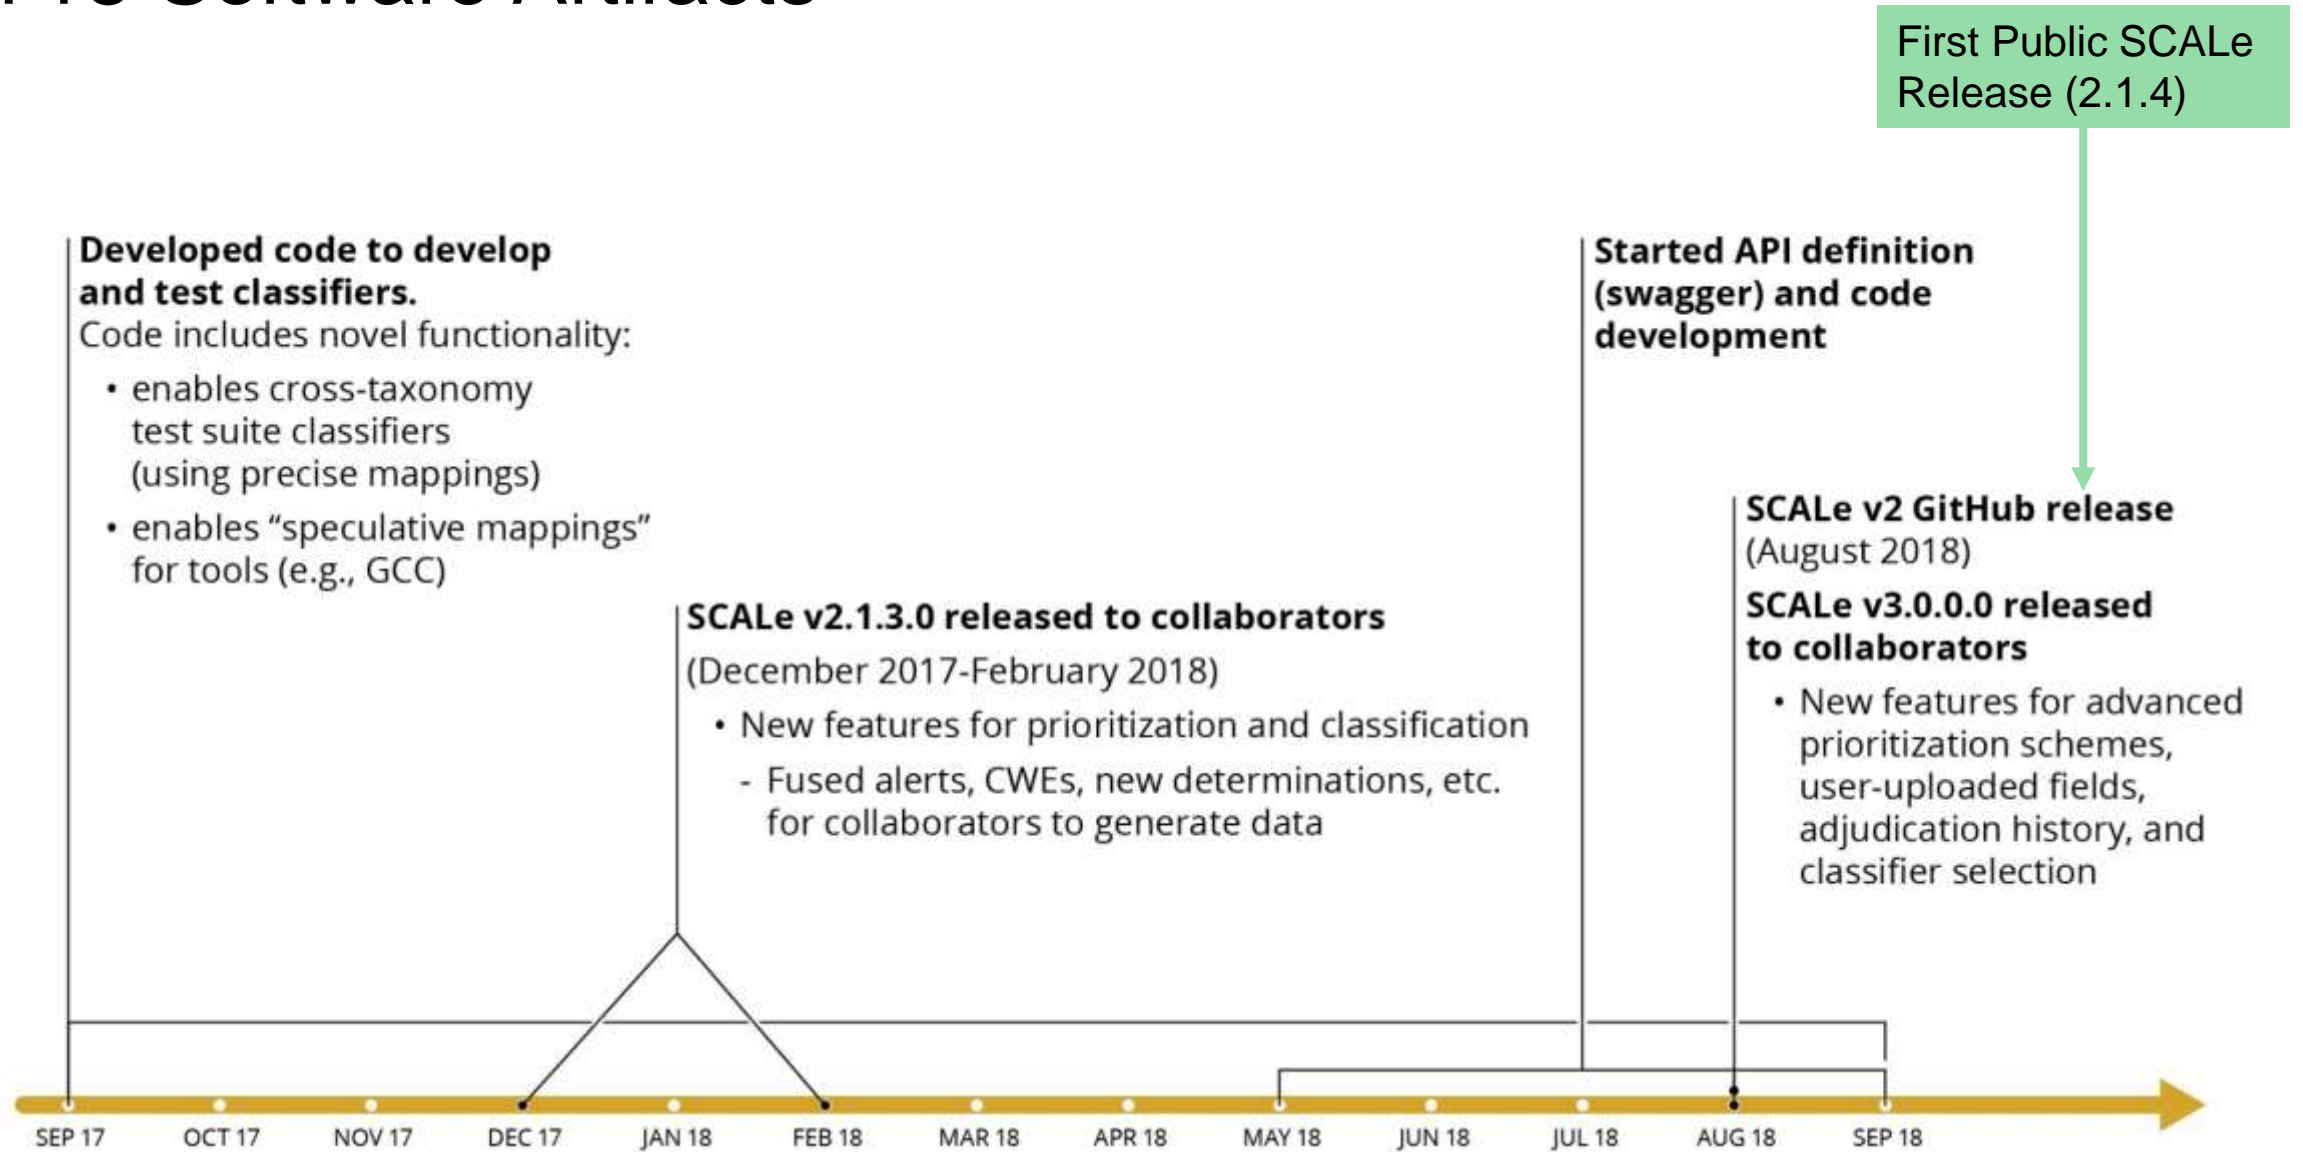 Software Artifacts
First Public SCALe
Release (2.1.4)
Developed code to develop
and test classifiers.
Code includes novel functionality:
• enables cross-taxonomy
test suite classifiers
(using precise mappings)
• enables “speculative mappings”
for tools (e.g., GCC)
SCALe v2.1.3.0 released to collaborators
(December 2017-February 2018)
• New features for prioritization and classification
- Fused alerts, CWEs, new determinations, etc.
for collaborators to generate data
Started API definition
(swagger) and code
development
SCALe v2 GitHub release
(August 2018)
SCALe v3.0.0.0 released
to collaborators
• New features for advanced
prioritization schemes,
user-uploaded fields,
adjudication history, and
classifier selection
SEP 17 OCT 17 NOV 17 DEC 17 JAN 18 FEB 18 MAR 18 APR 18 MAY 18 JUN 18 JUL 18 AUG 18 SEP 18